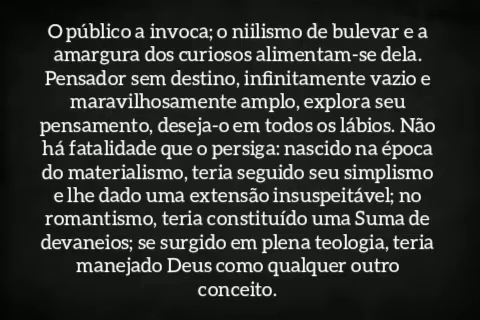 O público a invoca; o niilismo de bulevar e a
amargura dos curiosos alimentam-se dela.
Pensador sem destino, infinitamente vazio e
maravilhosamente amplo, explora seu
pensamento, deseja-o em todos os lábios. Não
há fatalidade que o persiga: nascido na época
do materialismo, teria seguido seu simplismo
e lhe dado uma extensão insuspeitável; no
romantismo, teria constituído uma Suma de
devaneios; se surgido em plena teologia, teria
manejado Deus como qualquer outro
conceito.